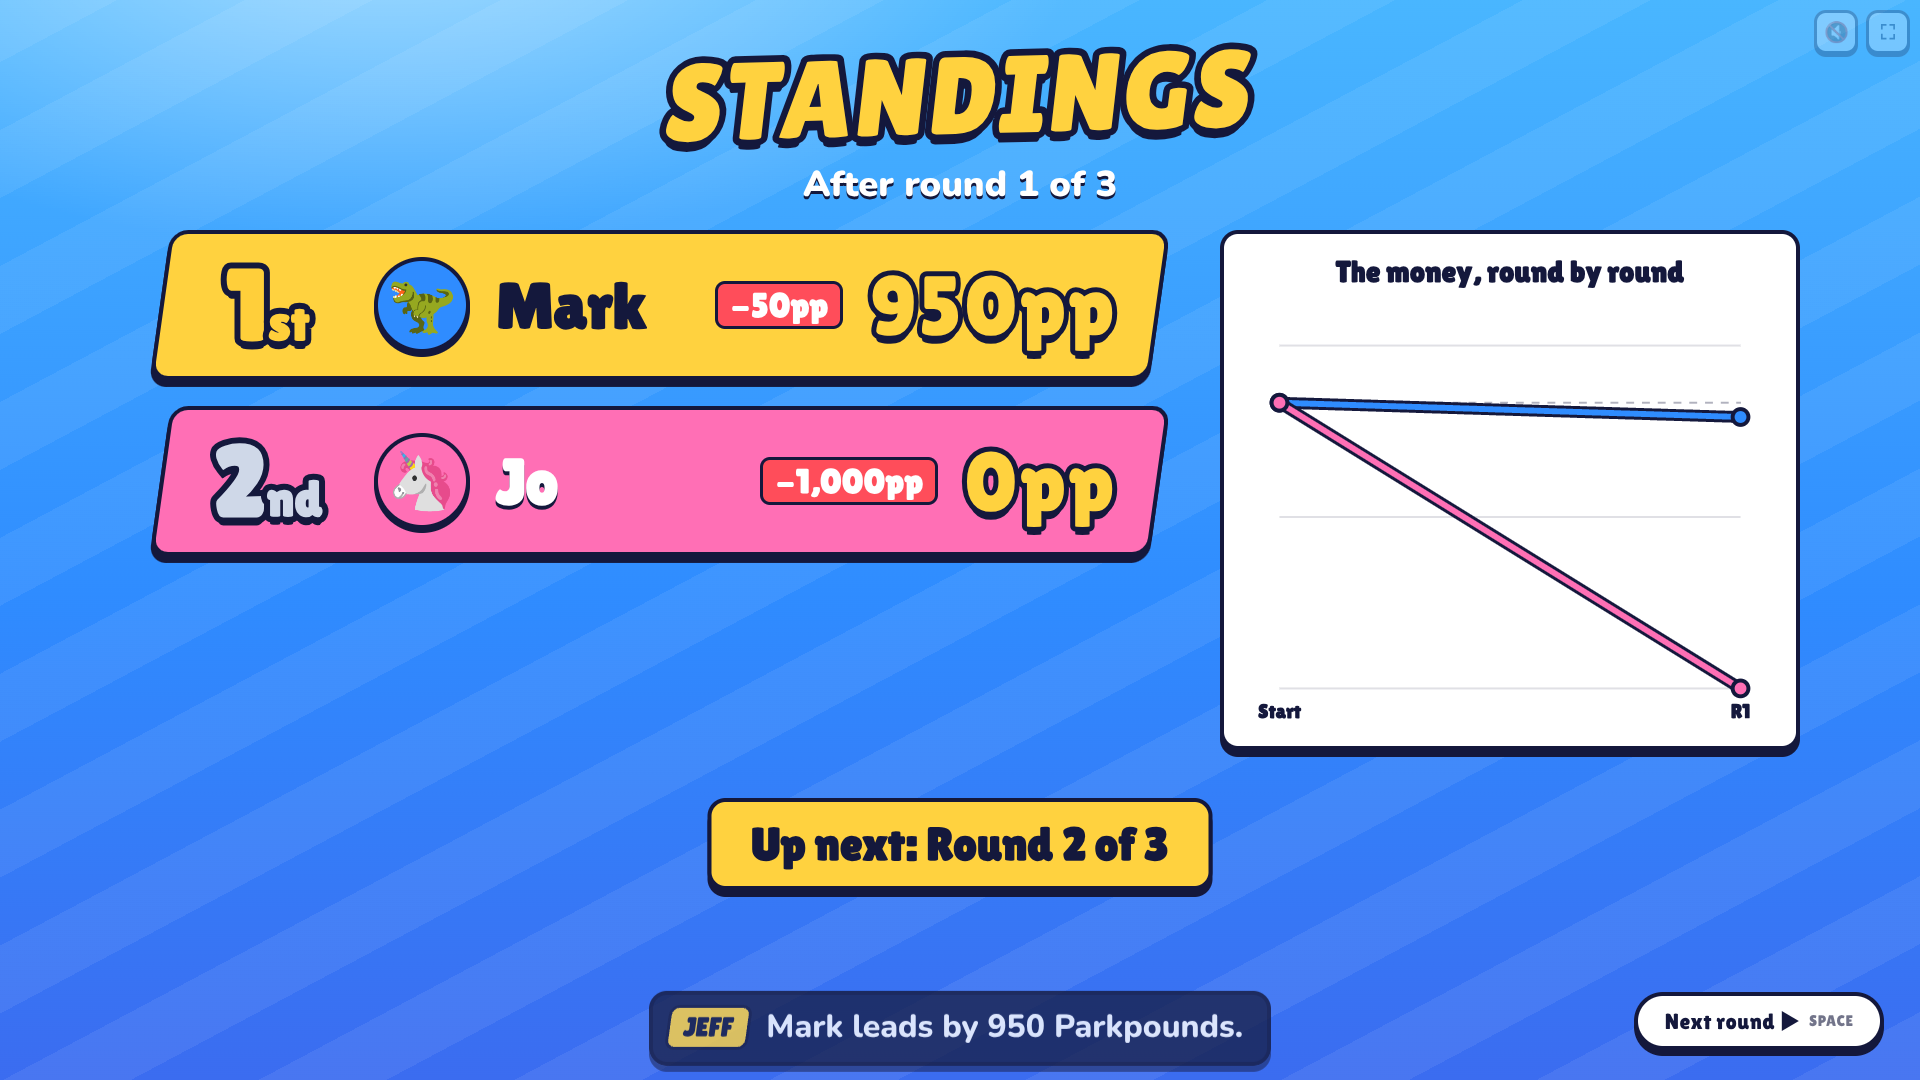 STANDINGS
After round 1 of 3
1st Mark -50pp 950pp
2nd Jo -1,000pp 0pp
The money, round by round
Start R1
Up next: Round 2 of 3
JEFF Mark leads by 950 Parkpounds.
Next round SPACE